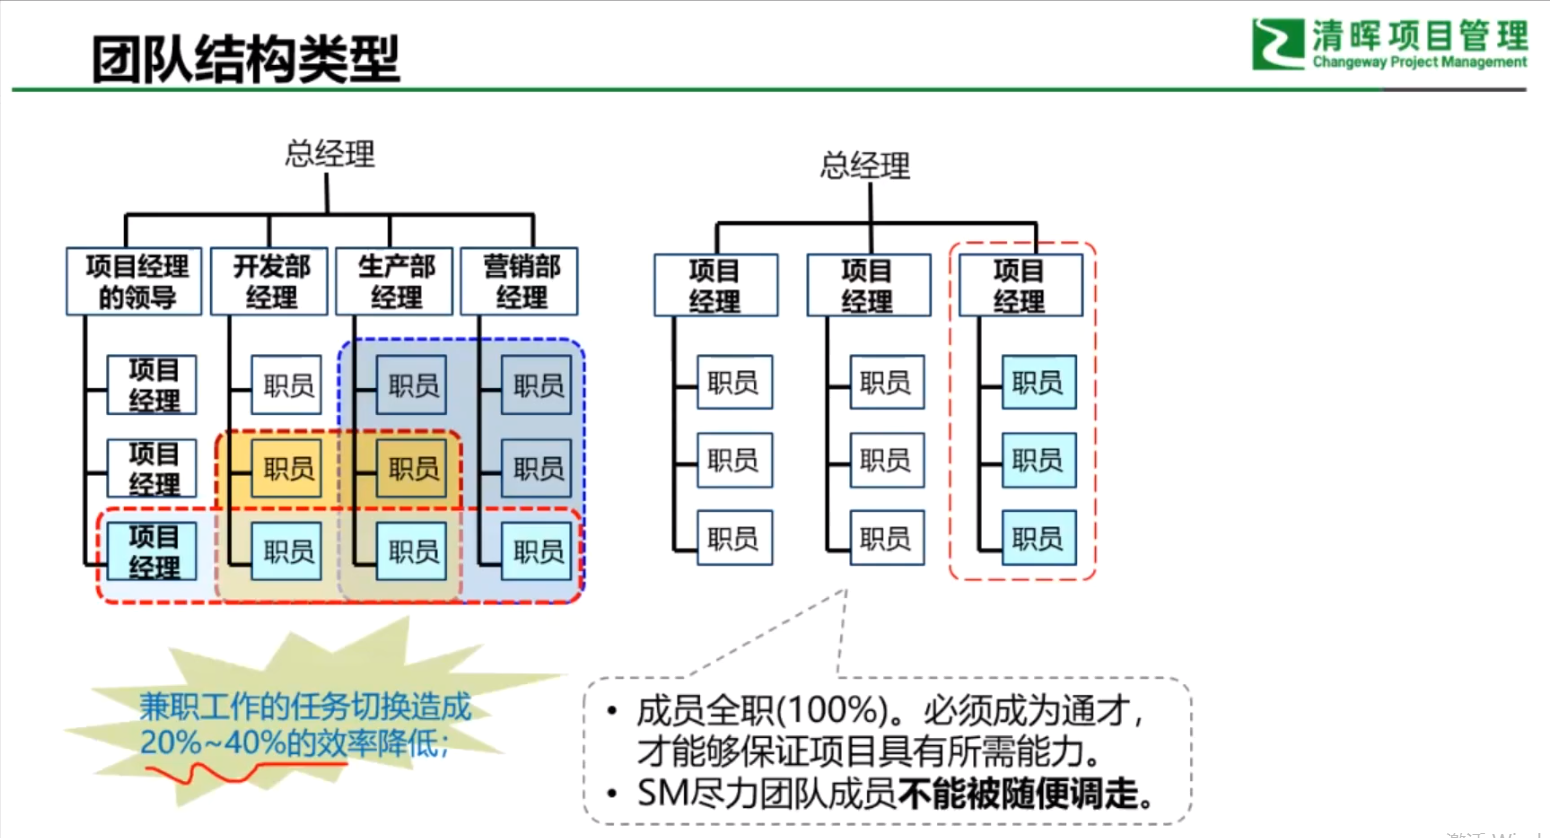 团队结构类型
清晖项目管理
Changeway Project Management
总经理
项目经理
的领导
开发部
经理
生产部
经理
营销部
经理
项目
经理
职员
职员
职员
项目
经理
职员
职员
职员
项目
经理
职员
职员
职员
兼职工作的任务切换造成
20%~40%的效率降低；
总经理
项目
经理
项目
经理
项目
经理
职员
职员
职员
职员
职员
职员
职员
职员
职员
• 成员全职(100%)。必须成为通才，
才能够保证项目具有所需能力。
• SM尽力团队成员不能被随便调走。